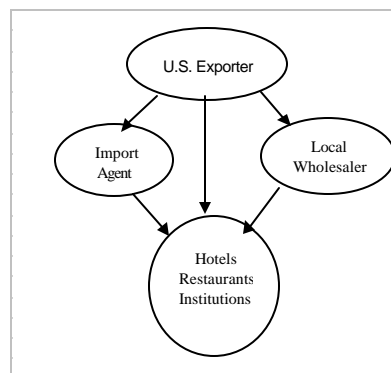 U.S. Exporter
Import
Agent
Local
Wholesaler
Hotels
Restaurants
Institutions